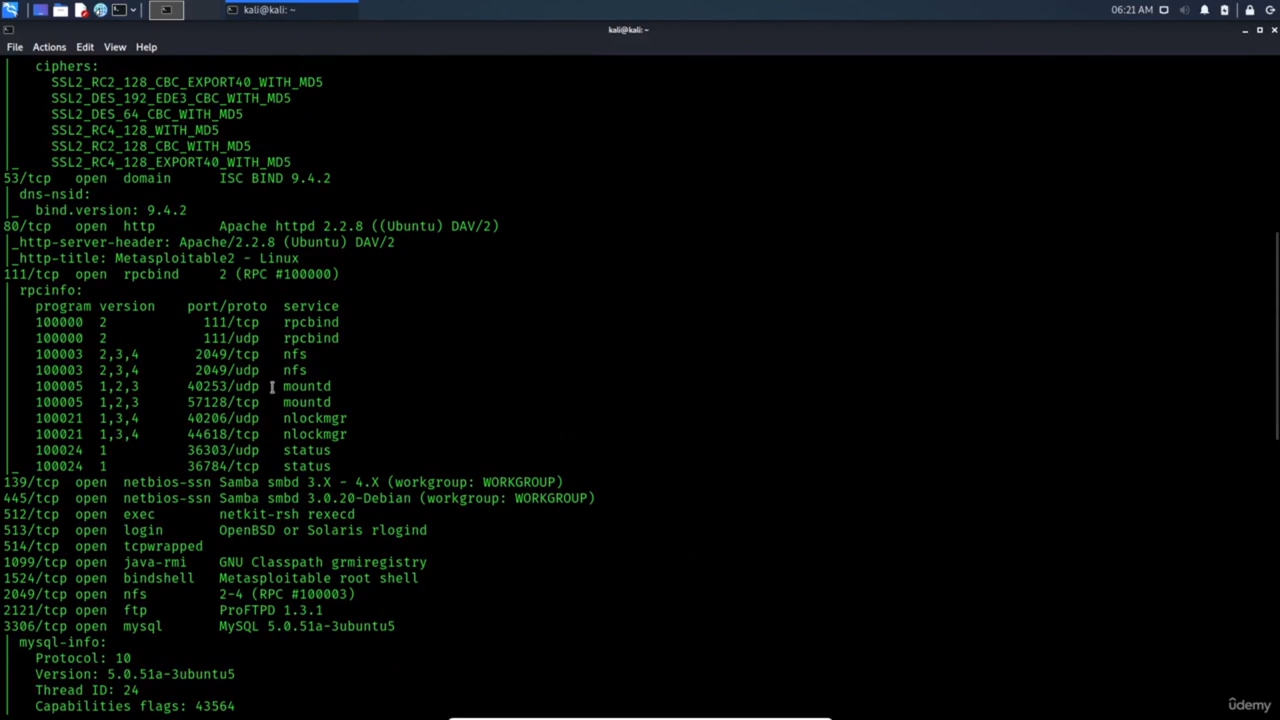 kali@kali: ~
06:21 AM
kali@kali: ~
File Actions Edit View Help
| ciphers:
| SSL2_RC2_128_CBC_EXPORT40_WITH_MD5
| SSL2_DES_192_EDE3_CBC_WITH_MD5
| SSL2_DES_64_CBC_WITH_MD5
| SSL2_RC4_128_WITH_MD5
| SSL2_RC2_128_CBC_WITH_MD5
|_ SSL2_RC4_128_EXPORT40_WITH_MD5
53/tcp open domain ISC BIND 9.4.2
| dns-nsid:
|_ bind.version: 9.4.2
80/tcp open http Apache httpd 2.2.8 ((Ubuntu) DAV/2)
|_http-server-header: Apache/2.2.8 (Ubuntu) DAV/2
|_http-title: Metasploitable2 - Linux
111/tcp open rpcbind 2 (RPC #100000)
| rpcinfo:
| program version port/proto service
| 100000 2 111/tcp rpcbind
| 100000 2 111/udp rpcbind
| 100003 2,3,4 2049/tcp nfs
| 100003 2,3,4 2049/udp nfs
| 100005 1,2,3 40253/udp mountd
| 100005 1,2,3 57128/tcp mountd
| 100021 1,3,4 40206/udp nlockmgr
| 100021 1,3,4 44618/tcp nlockmgr
| 100024 1 36303/udp status
|_ 100024 1 36784/tcp status
139/tcp open netbios-ssn Samba smbd 3.X - 4.X (workgroup: WORKGROUP)
445/tcp open netbios-ssn Samba smbd 3.0.20-Debian (workgroup: WORKGROUP)
512/tcp open exec netkit-rsh rexecd
513/tcp open login OpenBSD or Solaris rlogind
514/tcp open tcpwrapped
1099/tcp open java-rmi GNU Classpath grmiregistry
1524/tcp open bindshell Metasploitable root shell
2049/tcp open nfs 2-4 (RPC #100003)
2121/tcp open ftp ProFTPD 1.3.1
3306/tcp open mysql MySQL 5.0.51a-3ubuntu5
| mysql-info:
| Protocol: 10
| Version: 5.0.51a-3ubuntu5
| Thread ID: 24
| Capabilities flags: 43564
ûdemy